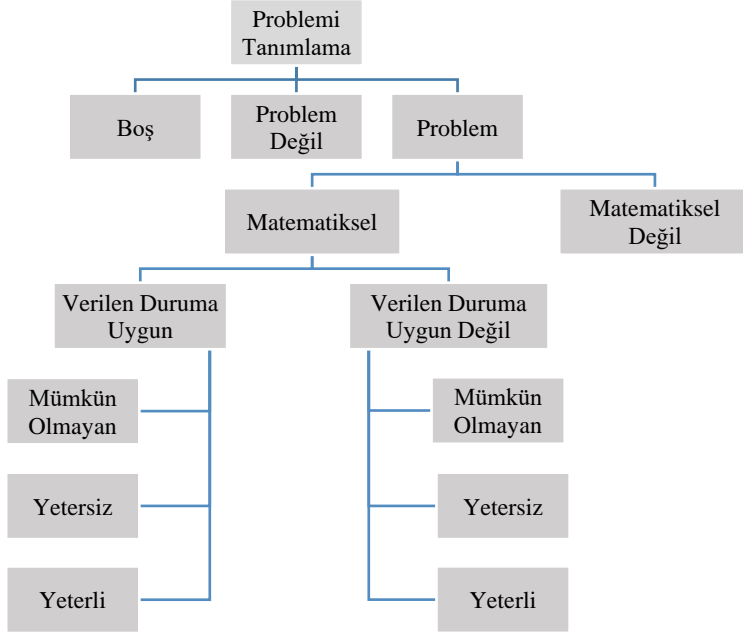 Problemi
Tanımlama
Boş
Problem
Değil
Problem
Matematiksel
Matematiksel
Değil
Verilen Duruma
Uygun
Verilen Duruma
Uygun Değil
Mümkün
Olmayan
Mümkün
Olmayan
Yetersiz
Yetersiz
Yeterli
Yeterli